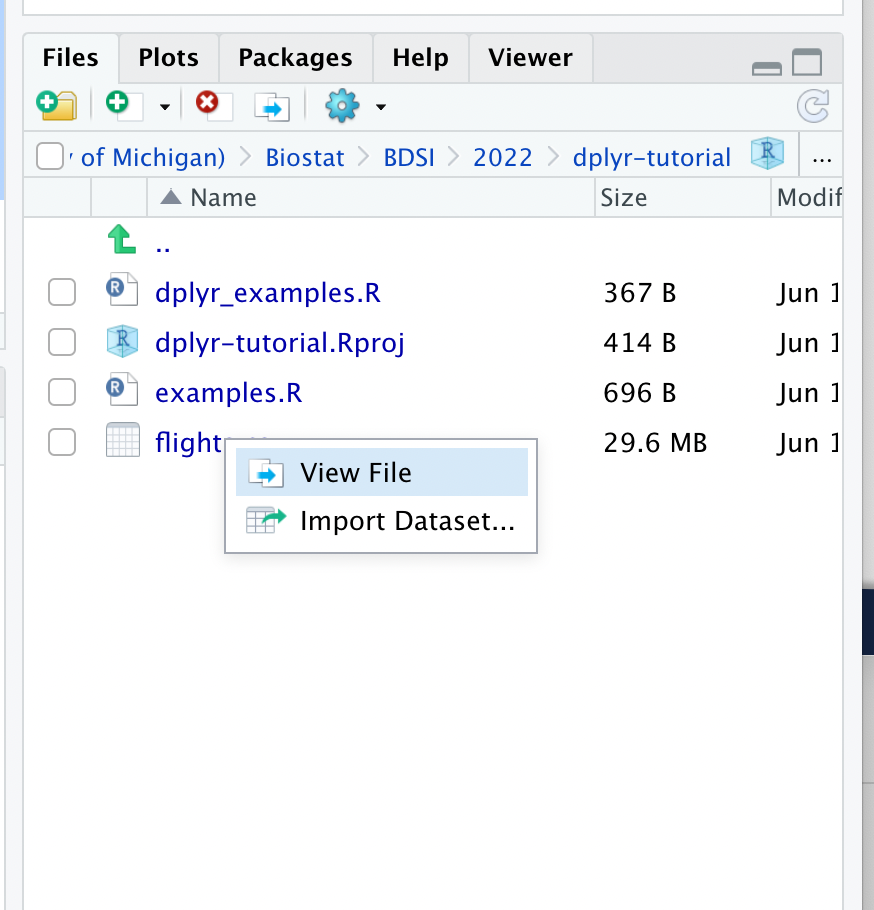 Files Plots Packages Help Viewer
of Michigan) Biostat BDSI 2022 dplyr-tutorial R ...
Name Size Modif
..
R dplyr_examples.R 367 B Jun 1
R dplyr-tutorial.Rproj 414 B Jun 1
R examples.R 696 B Jun 1
flight 29.6 MB Jun 1
View File
Import Dataset...